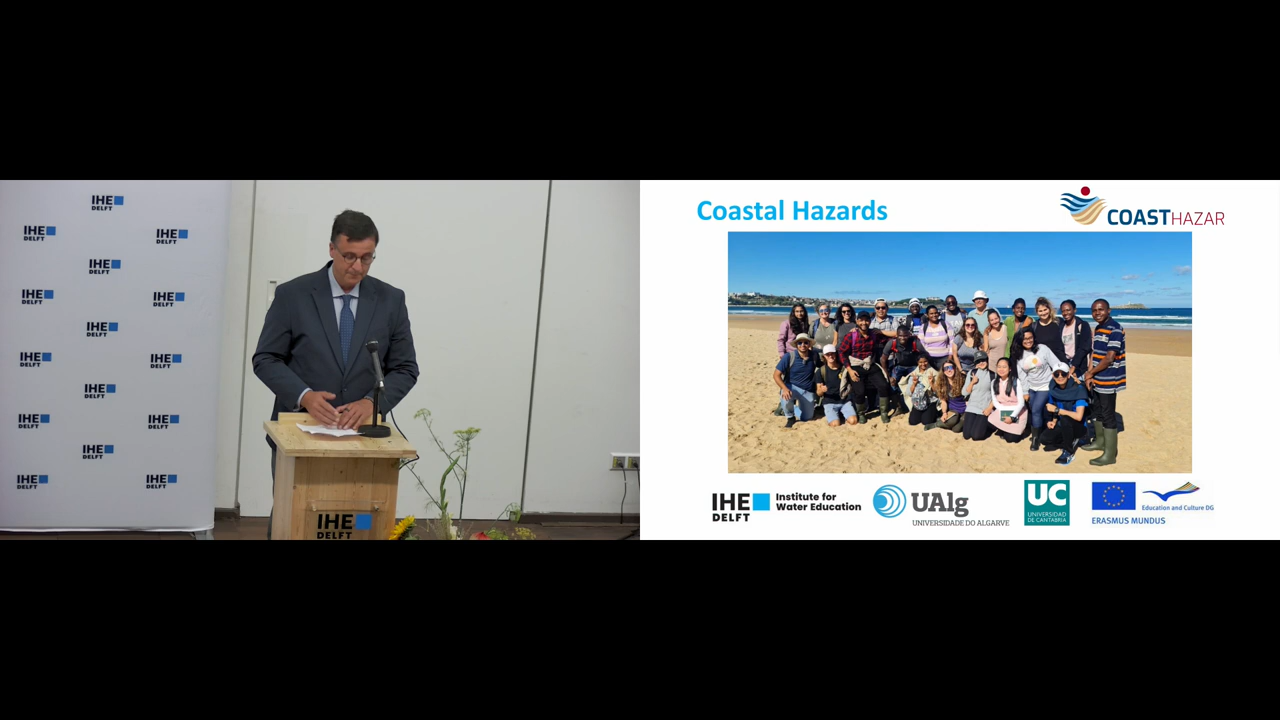 IHE
DELFT
IHE
DELFT
IHE
DELFT
IHE
DELFT
IHE
DELFT
IHE
DELFT
IHE
DELFT
IHE
DELFT
IHE
DELFT
IHE
DELFT
IHE
DELFT
IHE
DELFT
IHE
DELFT
IHE
DELFT
IHE
DELFT
IHE
DELFT
Coastal Hazards
COASTHAZAR
IHE
DELFT
Institute for
Water Education
UAlg
UNIVERSIDADE DO ALGARVE
UC
UNIVERSIDAD
DE CANTABRIA
Education and Culture DG
ERASMUS MUNDUS